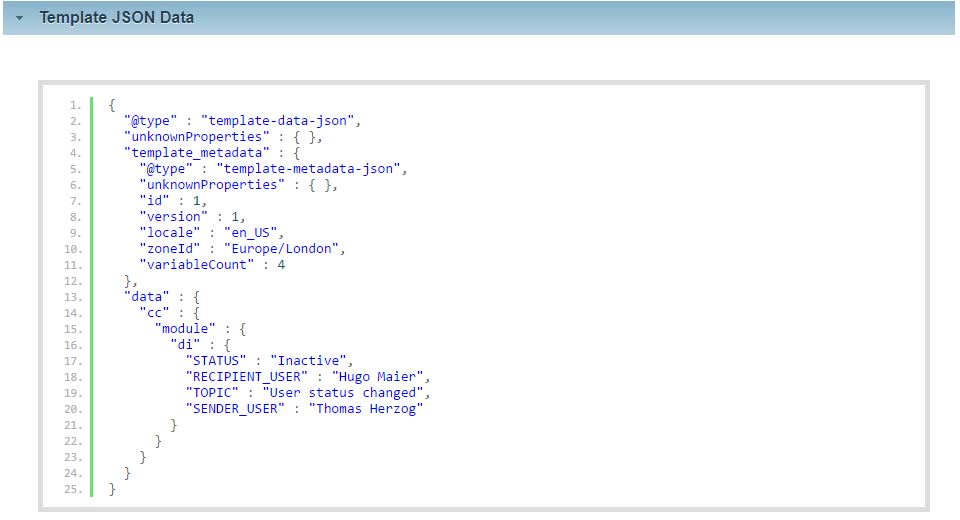 Template JSON Data
1. {
2. "@type" : "template-data-json",
3. "unknownProperties" : { },
4. "template_metadata" : {
5. "@type" : "template-metadata-json",
6. "unknownProperties" : { },
7. "id" : 1,
8. "version" : 1,
9. "locale" : "en_US",
10. "zoneId" : "Europe/London",
11. "variableCount" : 4
12. },
13. "data" : {
14. "cc" : {
15. "module" : {
16. "di" : {
17. "STATUS" : "Inactive",
18. "RECIPIENT_USER" : "Hugo Maier",
19. "TOPIC" : "User status changed",
20. "SENDER_USER" : "Thomas Herzog"
21. }
22. }
23. }
24. }
25. }